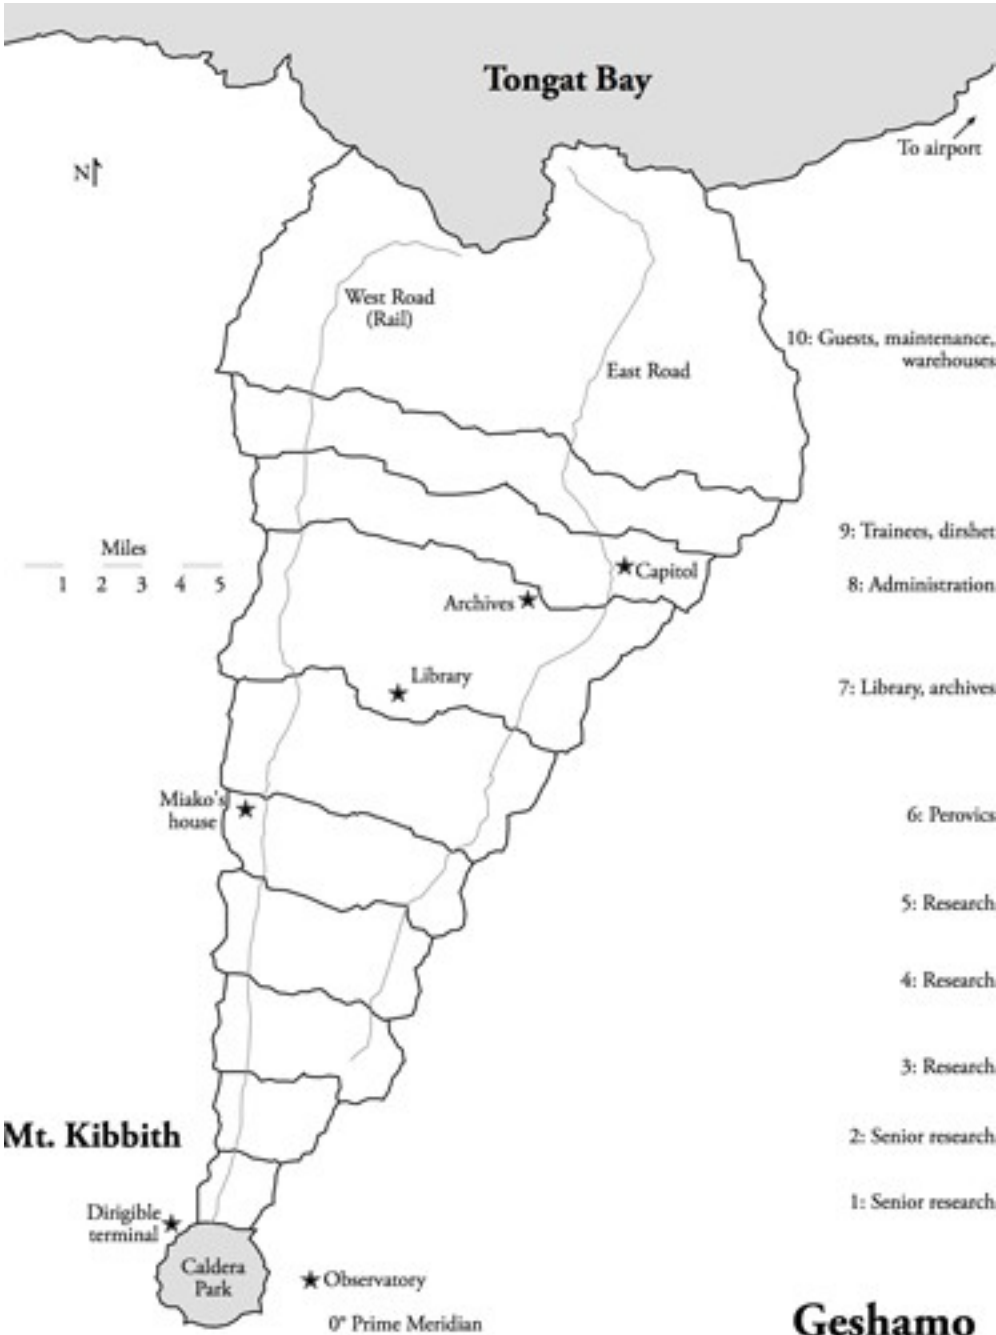 Tongat Bay
To airport
N
West Road
(Rail)
10: Guests, maintenance,
warehouses
East Road
9: Trainees, dirshet
Miles
1 2 3 4 5
Capitol
8: Administration
Archives
Library
7: Library, archives
Miako's
house
6: Perovics
5: Research
4: Research
3: Research
Mt. Kibbith
2: Senior research
1: Senior research
Dirigible
terminal
Caldera
Park
Observatory
0° Prime Meridian
Geshamo